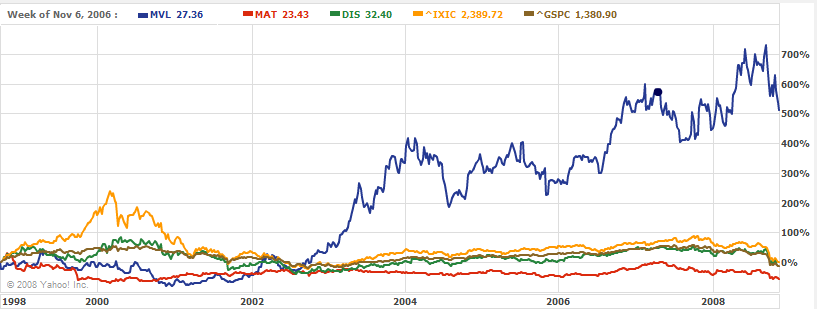 Week of Nov 6, 2006 : MVL 27.36 MAT 23.43 DIS 32.40 ^IXIC 2,389.72 ^GSPC 1,380.90
700%
600%
500%
400%
300%
200%
100%
0%
© 2008 Yahoo! Inc.
1998 2000 2002 2004 2006 2008